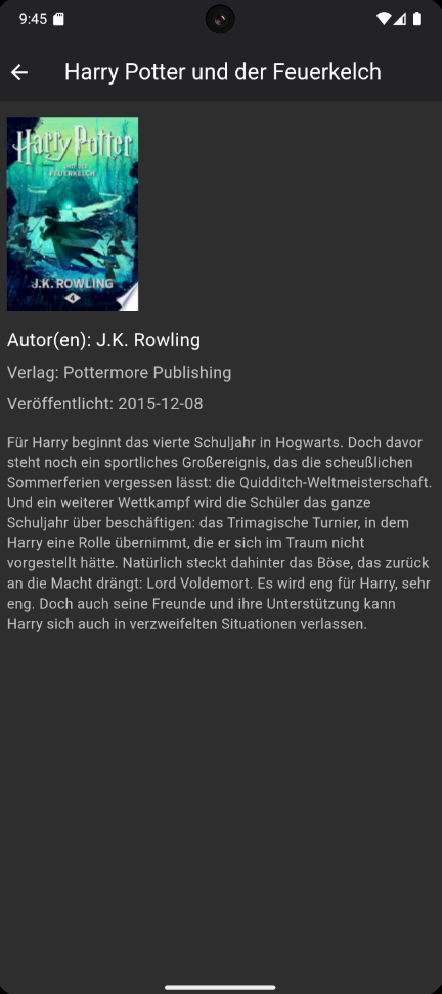 9:45
Harry Potter und der Feuerkelch
Harry Potter
UND DER
FEUERKELCH
J.K. ROWLING
4
Autor(en): J.K. Rowling
Verlag: Pottermore Publishing
Veröffentlicht: 2015-12-08
Für Harry beginnt das vierte Schuljahr in Hogwarts. Doch davor
steht noch ein sportliches Großereignis, das die scheußlichen
Sommerferien vergessen lässt: die Quidditch-Weltmeisterschaft.
Und ein weiterer Wettkampf wird die Schüler das ganze
Schuljahr über beschäftigen: das Trimagische Turnier, in dem
Harry eine Rolle übernimmt, die er sich im Traum nicht
vorgestellt hätte. Natürlich steckt dahinter das Böse, das zurück
an die Macht drängt: Lord Voldemort. Es wird eng für Harry, sehr
eng. Doch auch seine Freunde und ihre Unterstützung kann
Harry sich auch in verzweifelten Situationen verlassen.